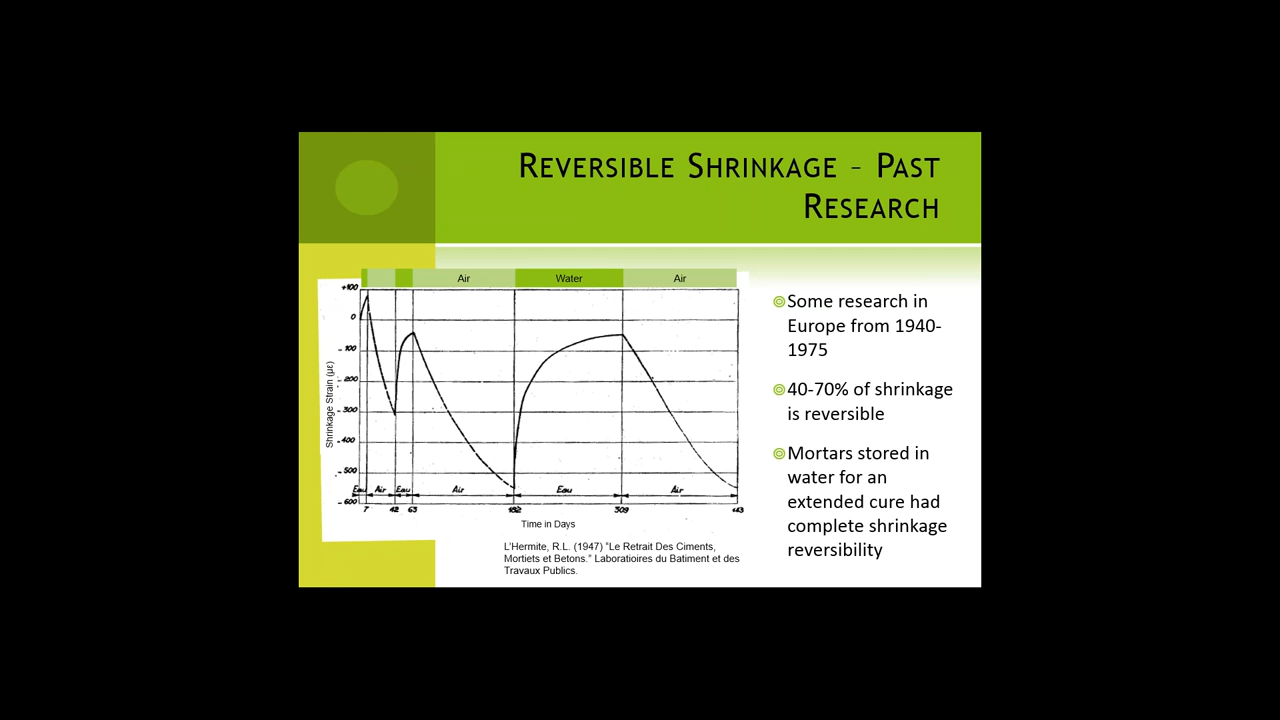 REVERSIBLE SHRINKAGE – PAST
RESEARCH
Air Water Air
+100
0
- 100
- 200
- 300
- 400
- 500
- 600
Shrinkage Strain (με)
Eau Air Eau Air Eau Air
7 42 63 182 309 443
Time in Days
L'Hermite, R.L. (1947) "Le Retrait Des Ciments,
Mortiets et Betons." Laboratioires du Batiment et des
Travaux Publics.
Some research in
Europe from 1940-
1975
40-70% of shrinkage
is reversible
Mortars stored in
water for an
extended cure had
complete shrinkage
reversibility